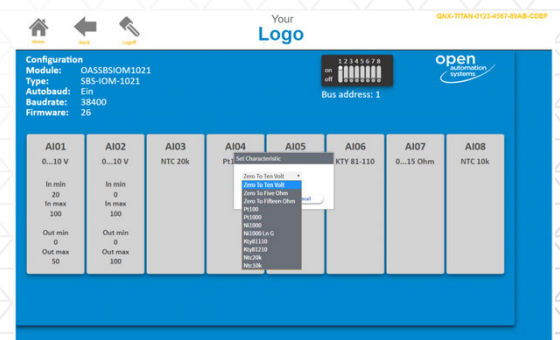 Your
Logo
QNX-TITAN-0123-4567-89AB-CDEF
Home
Back
Logoff
Configuration
Module: OASSBSIOM1021
Type: SBS-IOM-1021
Autobaud: Ein
Baudrate: 38400
Firmware: 26
1 2 3 4 5 6 7 8
on
off
Bus address: 1
open
automation
systems
AI01
0...10 V
In min
20
In max
100
Out min
0
Out max
50
AI02
0...10 V
In min
0
In max
100
Out min
0
Out max
100
AI03
NTC 20k
AI04
Pt1
AI05
AI06
KTY 81-110
AI07
0...15 Ohm
AI08
NTC 10k
Set Characteristic
Zero To Ten Volt
Zero To Ten Volt
Zero To Five Ohm
Zero To Fifteen Ohm
Pt100
Pt1000
Ni1000
Ni1000 Ln G
Kty81110
Kty81210
Ntc20k
Ntc10k